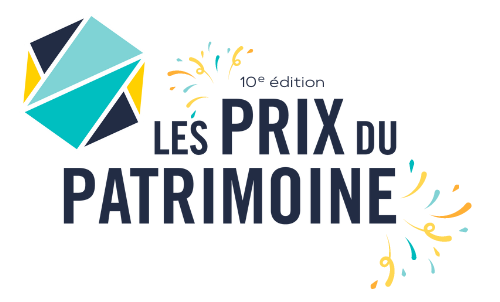 10e édition
LES PRIX DU
PATRIMOINE